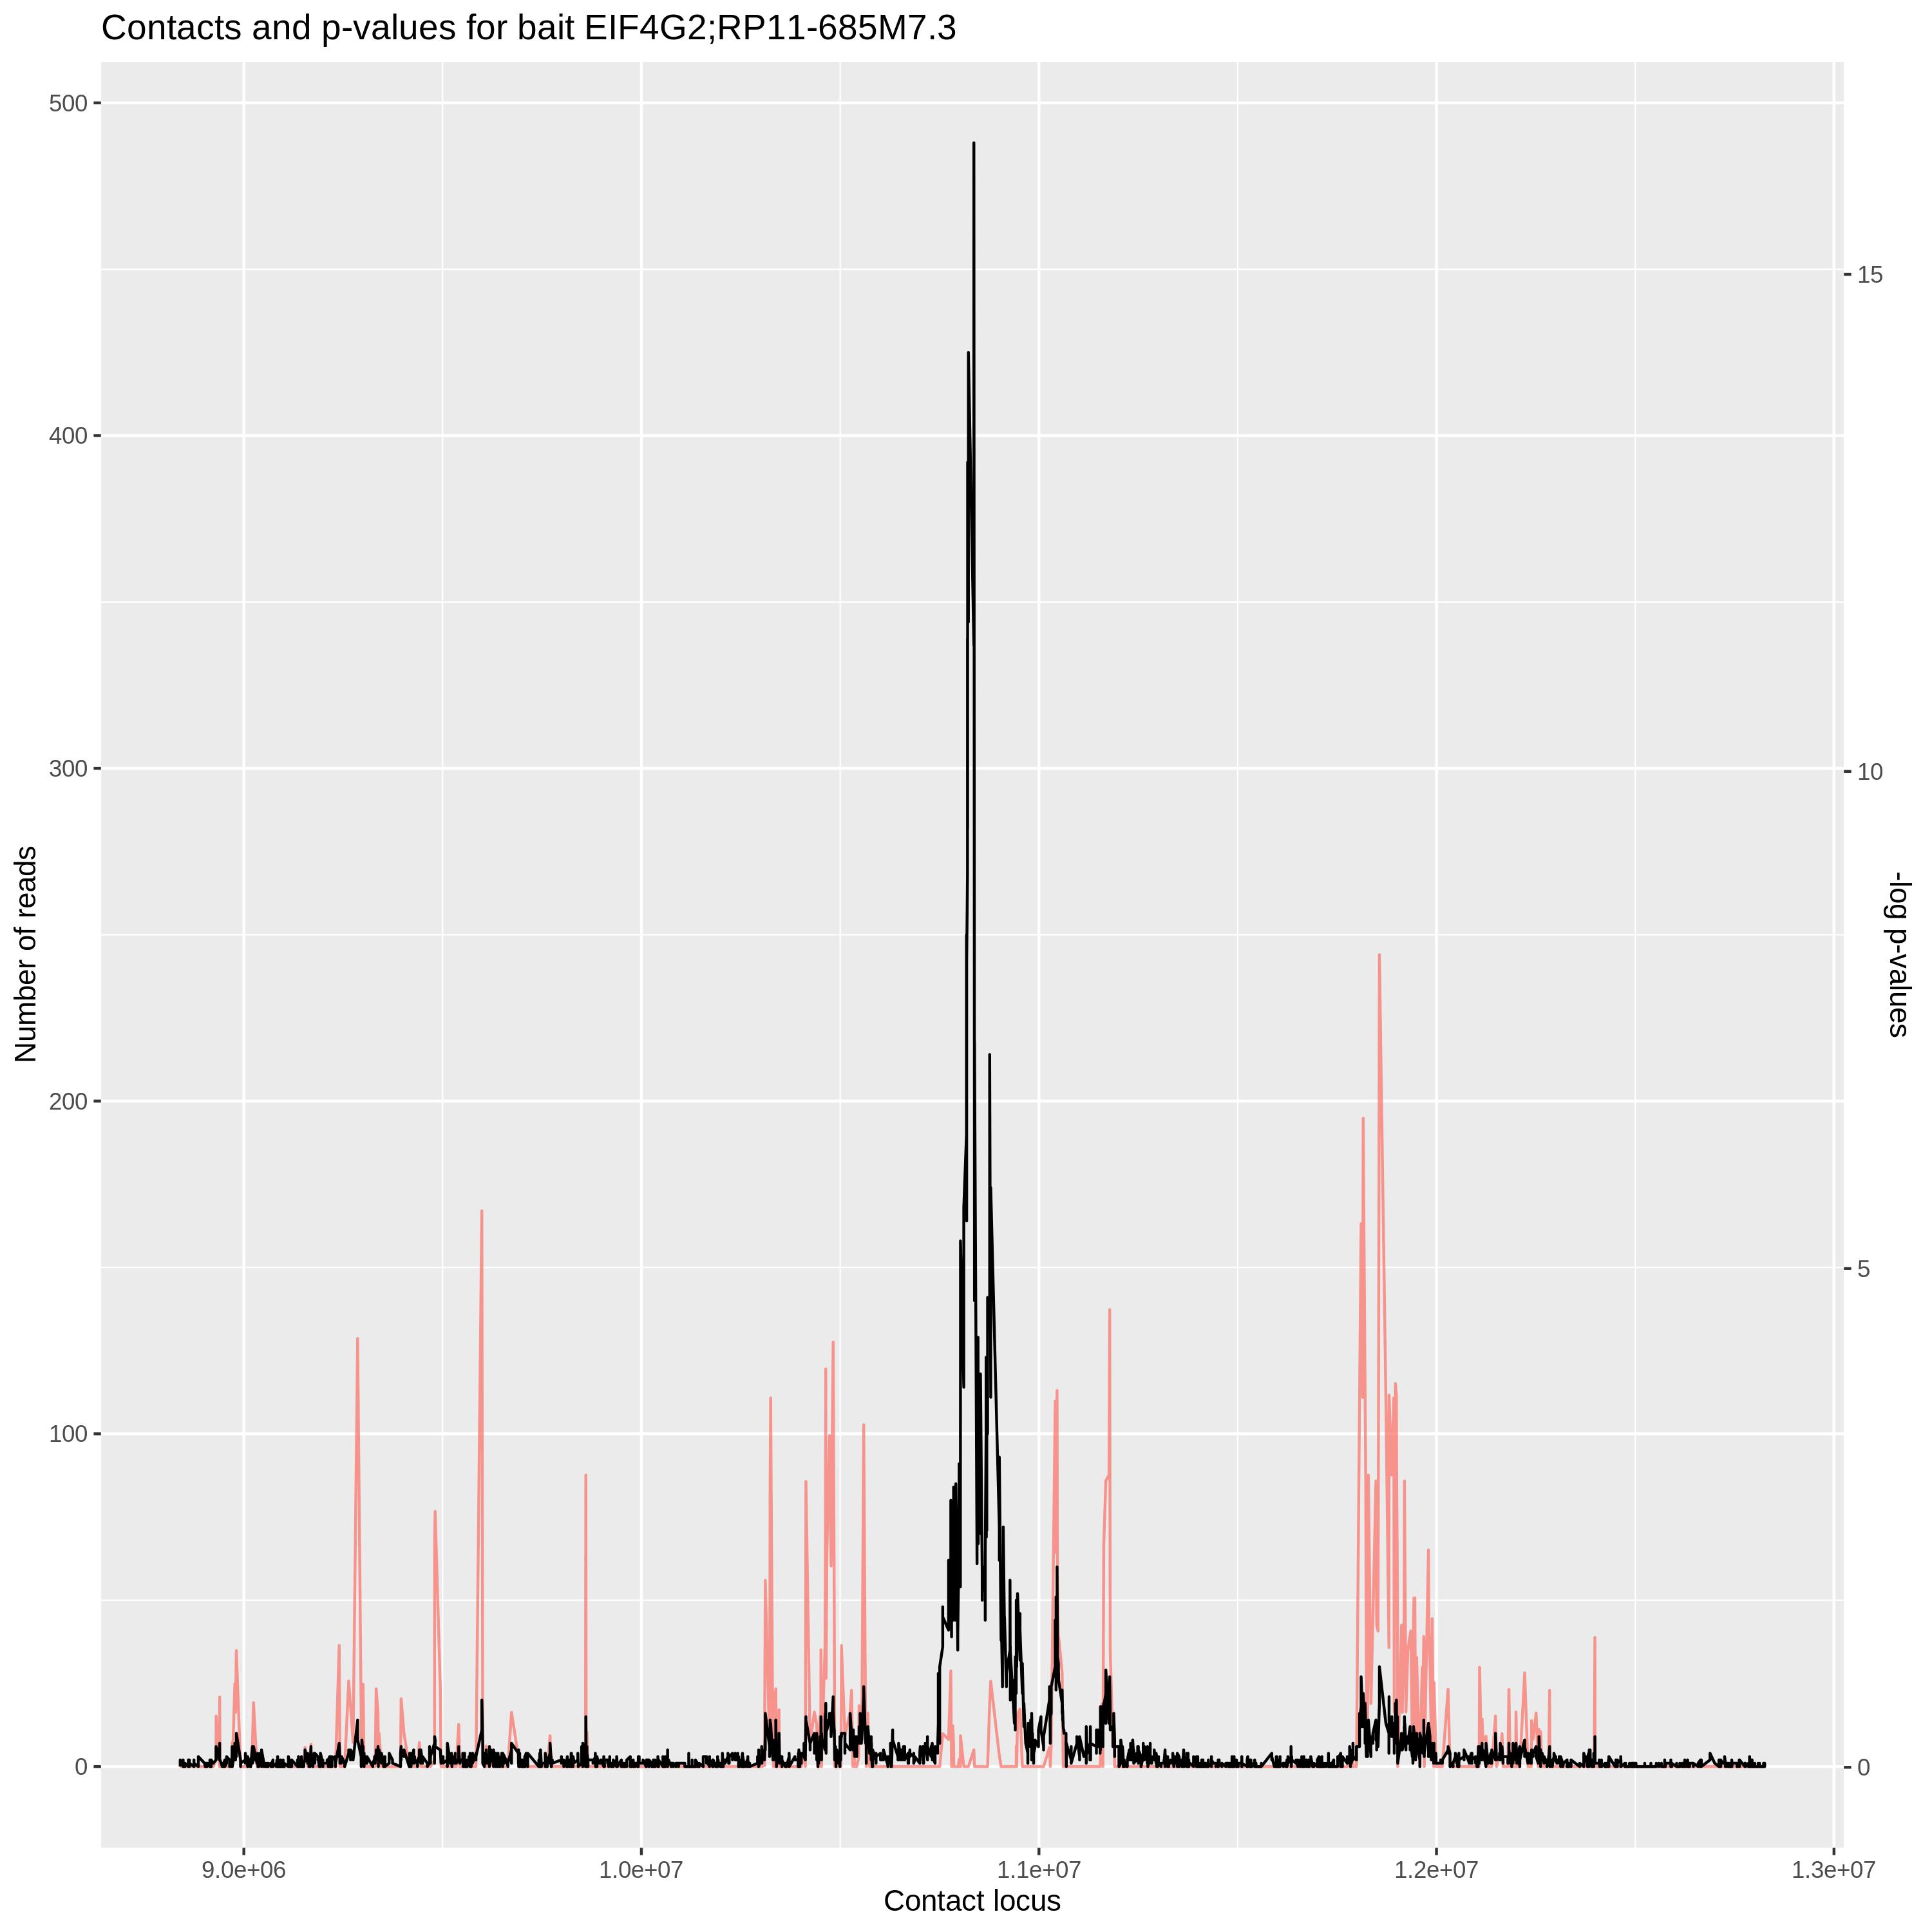 Contacts and p-values for bait EIF4G2;RP11-685M7.3
500
400
300
200
100
0
Number of reads
15
10
5
0
-log p-values
9.0e+06
1.0e+07
1.1e+07
1.2e+07
1.3e+07
Contact locus